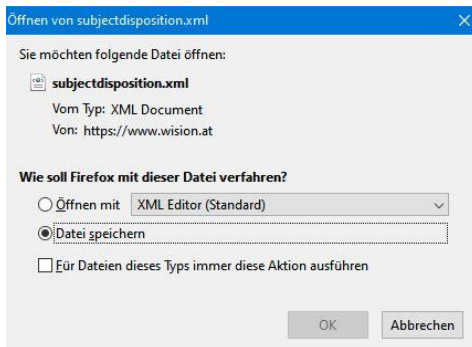 Öffnen von subjectdisposition.xml
Sie möchten folgende Datei öffnen:
subjectdisposition.xml
Vom Typ: XML Document
Von: https://www.wision.at
Wie soll Firefox mit dieser Datei verfahren?
Öffnen mit XML Editor (Standard)
Datei speichern
Für Dateien dieses Typs immer diese Aktion ausführen
OK Abbrechen